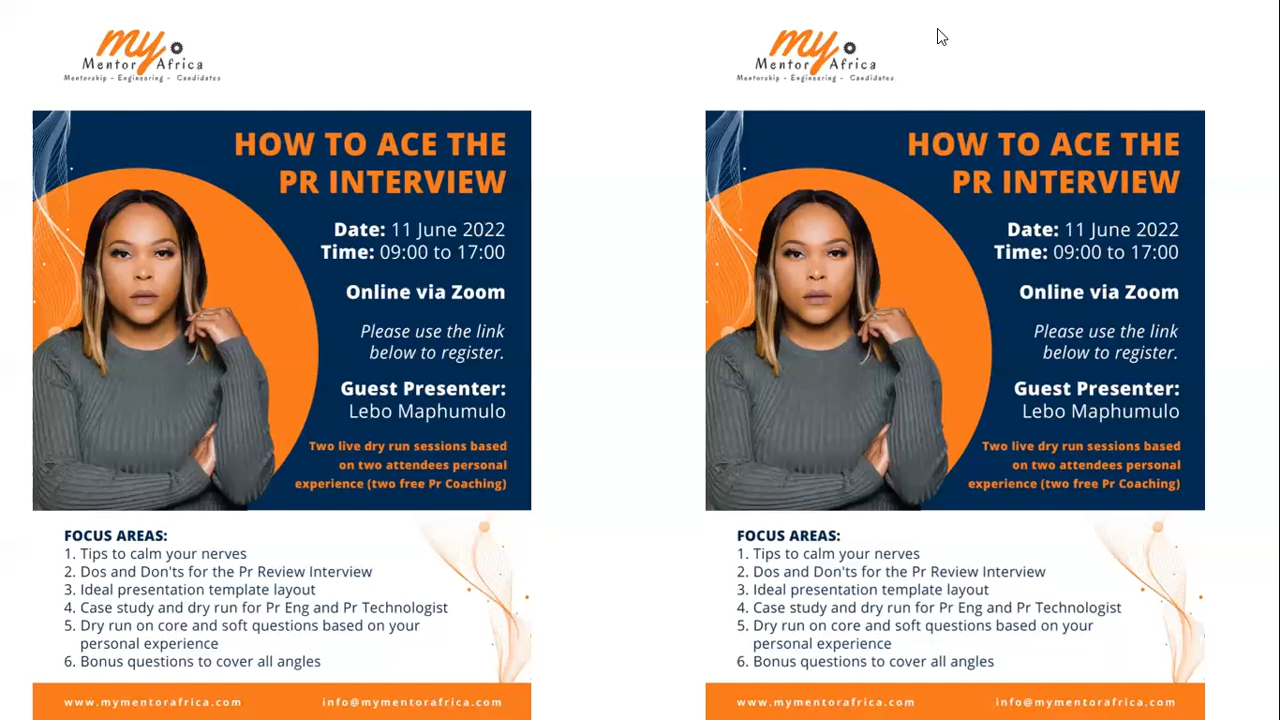 my
Mentor Africa
Mentorship - Engineering - Candidates
HOW TO ACE THE
PR INTERVIEW
Date: 11 June 2022
Time: 09:00 to 17:00
Online via Zoom
Please use the link
below to register.
Guest Presenter:
Lebo Maphumulo
Two live dry run sessions based
on two attendees personal
experience (two free Pr Coaching)
FOCUS AREAS:
1. Tips to calm your nerves
2. Dos and Don'ts for the Pr Review Interview
3. Ideal presentation template layout
4. Case study and dry run for Pr Eng and Pr Technologist
5. Dry run on core and soft questions based on your
personal experience
6. Bonus questions to cover all angles
www.mymentorafrica.com info@mymentorafrica.com
my
Mentor Africa
Mentorship - Engineering - Candidates
HOW TO ACE THE
PR INTERVIEW
Date: 11 June 2022
Time: 09:00 to 17:00
Online via Zoom
Please use the link
below to register.
Guest Presenter:
Lebo Maphumulo
Two live dry run sessions based
on two attendees personal
experience (two free Pr Coaching)
FOCUS AREAS:
1. Tips to calm your nerves
2. Dos and Don'ts for the Pr Review Interview
3. Ideal presentation template layout
4. Case study and dry run for Pr Eng and Pr Technologist
5. Dry run on core and soft questions based on your
personal experience
6. Bonus questions to cover all angles
www.mymentorafrica.com info@mymentorafrica.com